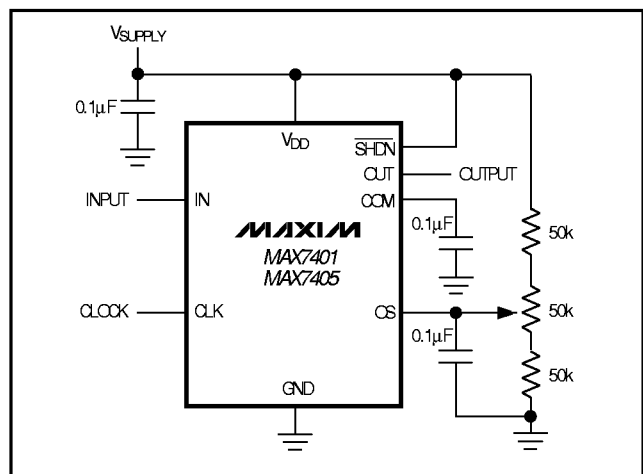 VSUPPLY
0.1µF
VDD
SHDN
OUT
OUTPUT
INPUT
IN
COM
MAXIM
0.1µF
50k
MAX7401
MAX7405
CLOCK
CLK
OS
50k
0.1µF
50k
GND